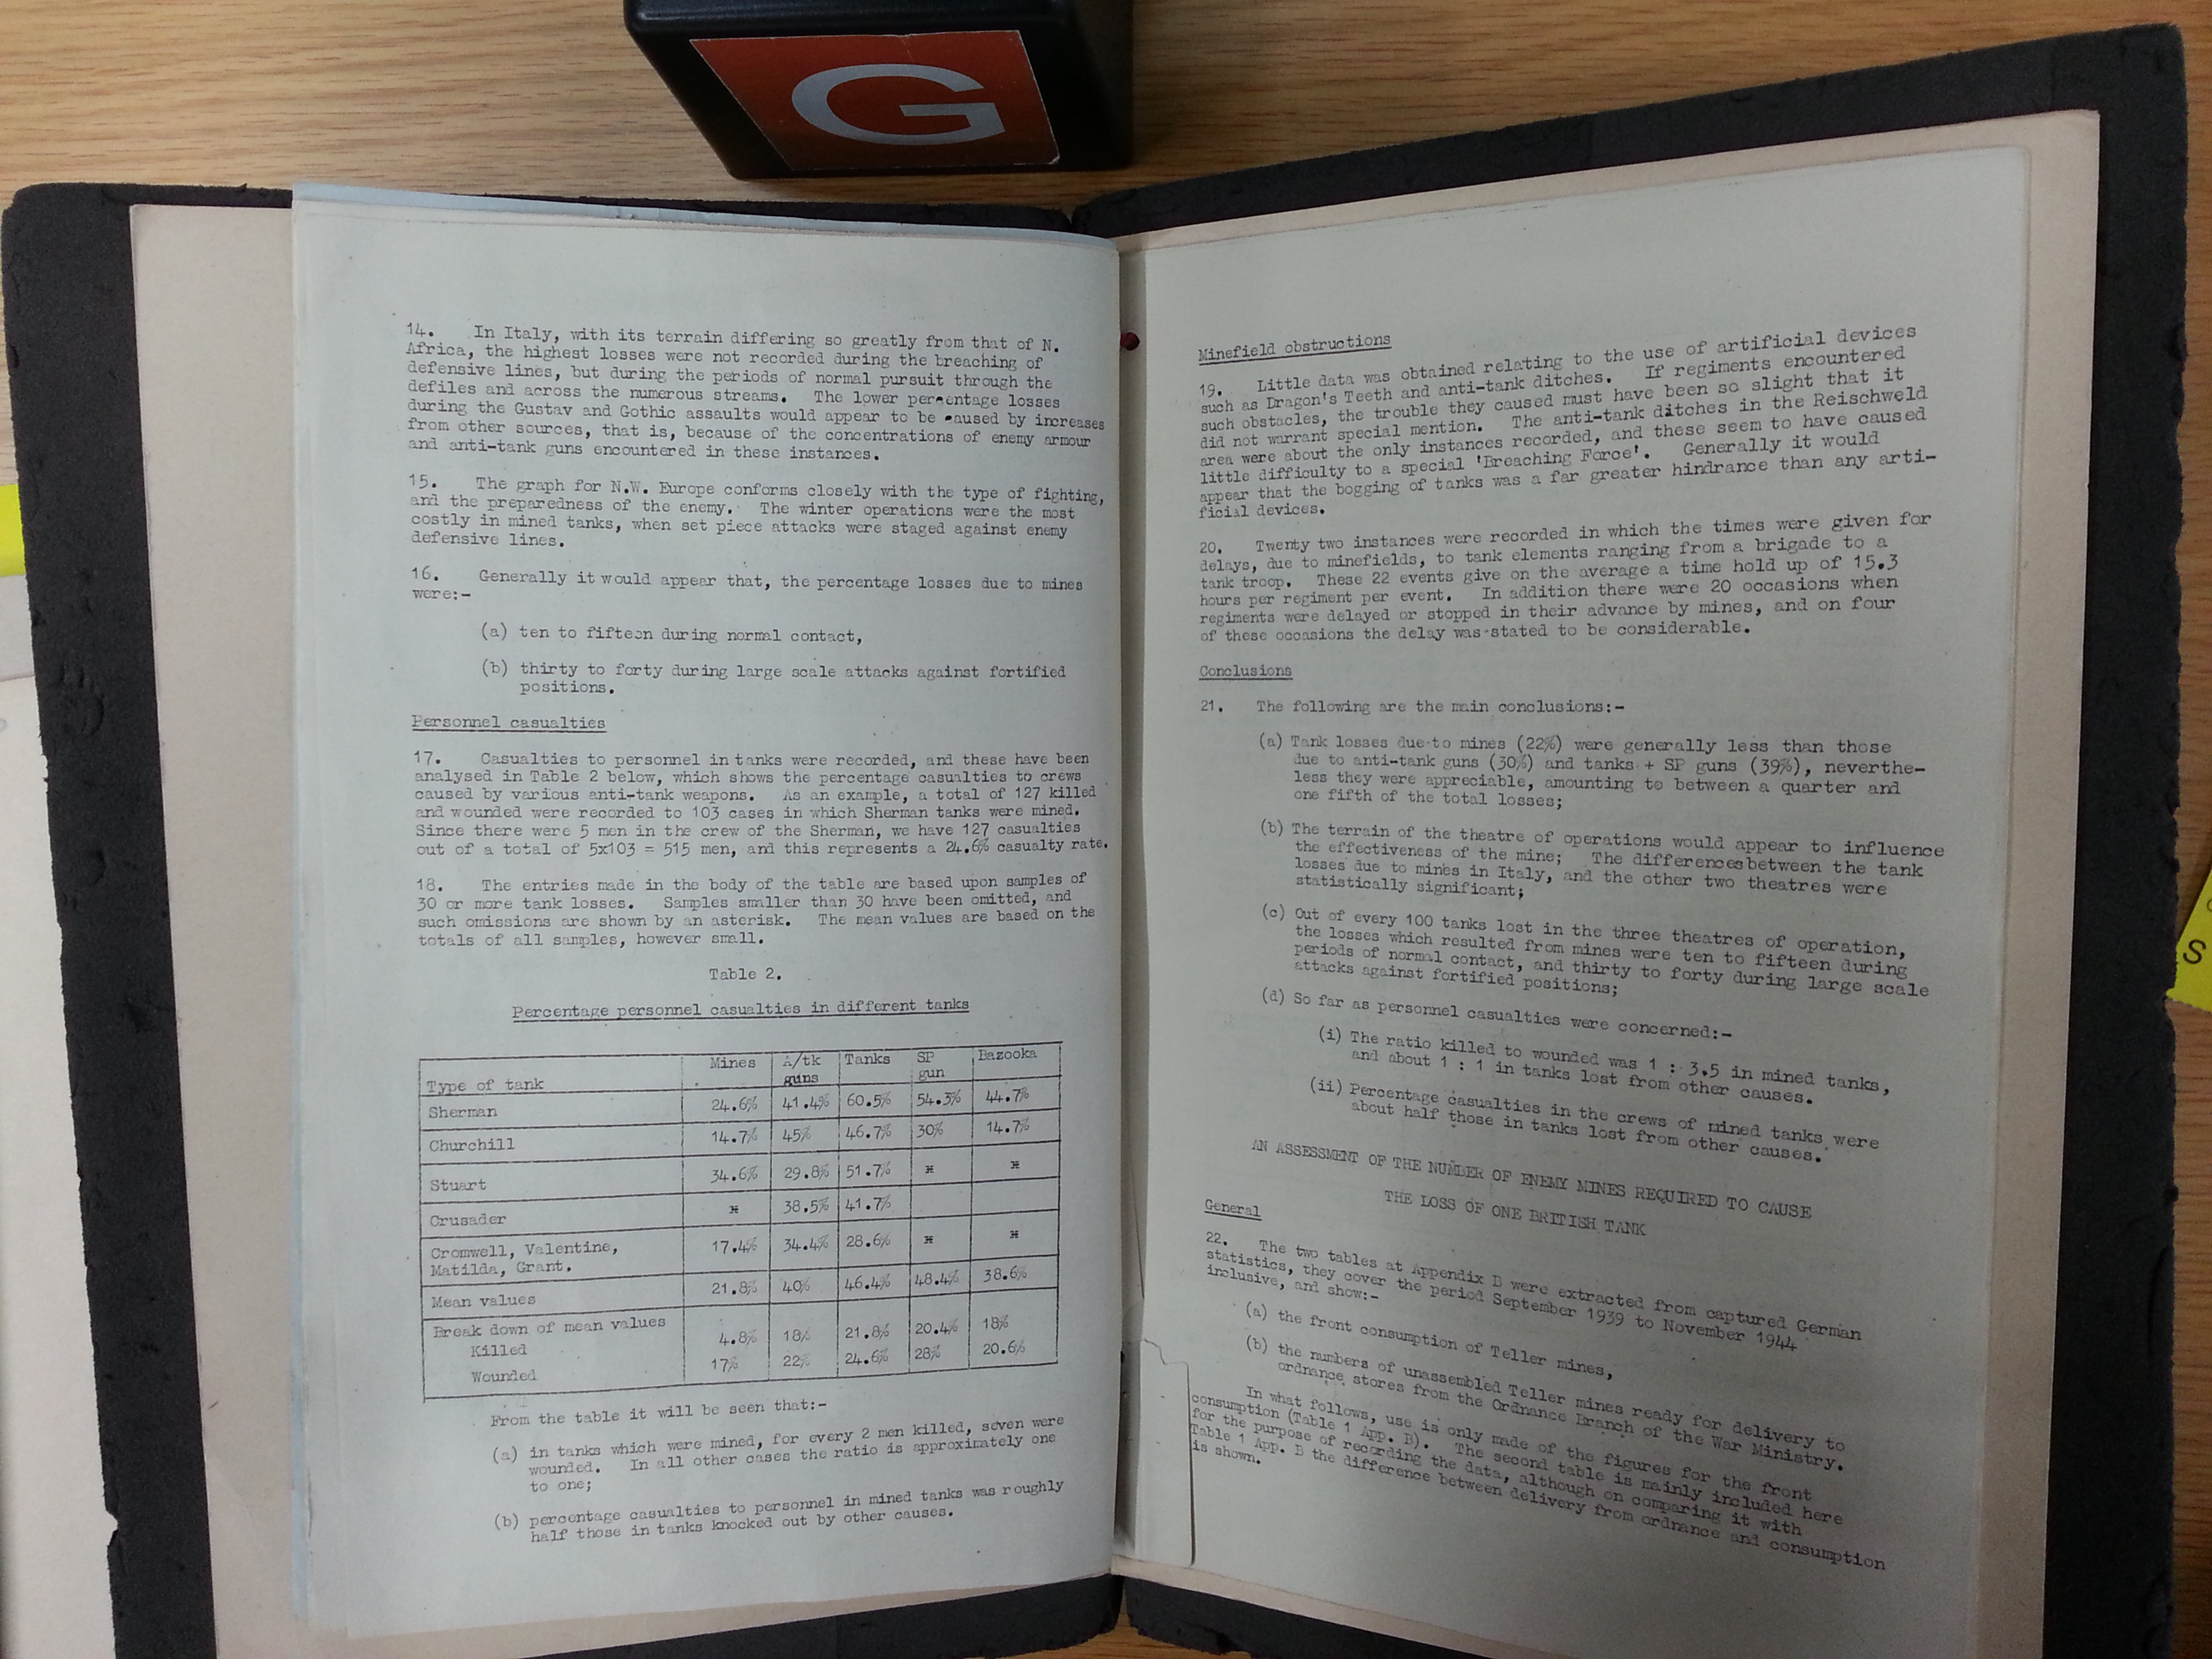 G
14. In Italy, with its terrain differing so greatly from that of N.
Africa, the highest losses were not recorded during the breaching of
defensive lines, but during the periods of normal pursuit through the
defiles and across the numerous streams. The lower percentage losses
during the Gustav and Gothic assaults would appear to be caused by increases
from other sources, that is, because of the concentrations of enemy armour
and anti-tank guns encountered in these instances.
15. The graph for N.W. Europe conforms closely with the type of fighting,
and the preparedness of the enemy. The winter operations were the most
costly in mined tanks, when set piece attacks were staged against enemy
defensive lines.
16. Generally it would appear that, the percentage losses due to mines
were:-
(a) ten to fifteen during normal contact,
(b) thirty to forty during large scale attacks against fortified
positions.
Personnel casualties
17. Casualties to personnel in tanks were recorded, and these have been
analysed in Table 2 below, which shows the percentage casualties to crews
caused by various anti-tank weapons. As an example, a total of 127 killed
and wounded were recorded to 103 cases in which Sherman tanks were mined.
Since there were 5 men in the crew of the Sherman, we have 127 casualties
out of a total of 5x103 = 515 men, and this represents a 24.6% casualty rate.
18. The entries made in the body of the table are based upon samples of
30 or more tank losses. Samples smaller than 30 have been omitted, and
such omissions are shown by an asterisk. The mean values are based on the
totals of all samples, however small.
Table 2.
Percentage personnel casualties in different tanks
Type of tank Mines A/tk guns Tanks SP gun Bazooka
Sherman 24.6% 41.4% 60.5% 54.3% 44.7%
Churchill 14.7% 45% 46.7% 30% 14.7%
Stuart 34.6% 29.8% 51.7% * *
Crusader * 38.5% 41.7%
Cromwell, Valentine, Matilda, Grant. 17.4% 34.4% 28.6% * *
Mean values 21.8% 40% 46.4% 48.4% 38.6%
Break down of mean values
Killed 4.8% 18% 21.8% 20.4% 18%
Wounded 17% 22% 24.6% 28% 20.6%
From the table it will be seen that:-
(a) in tanks which were mined, for every 2 men killed, seven were
wounded. In all other cases the ratio is approximately one
to one;
(b) percentage casualties to personnel in mined tanks was roughly
half those in tanks knocked out by other causes.
Minefield obstructions
19. Little data was obtained relating to the use of artificial devices
such as Dragon's Teeth and anti-tank ditches. If regiments encountered
such obstacles, the trouble they caused must have been so slight that it
did not warrant special mention. The anti-tank ditches in the Reischweld
area were about the only instances recorded, and these seem to have caused
little difficulty to a special 'Breaching Force'. Generally it would
appear that the bogging of tanks was a far greater hindrance than any arti-
ficial devices.
20. Twenty two instances were recorded in which the times were given for
delays, due to minefields, to tank elements ranging from a brigade to a
tank troop. These 22 events give on the average a time hold up of 15.3
hours per regiment per event. In addition there were 20 occasions when
regiments were delayed or stopped in their advance by mines, and on four
of these occasions the delay was stated to be considerable.
Conclusions
21. The following are the main conclusions:-
(a) Tank losses due to mines (22%) were generally less than those
due to anti-tank guns (30%) and tanks + SP guns (39%), neverthe-
less they were appreciable, amounting to between a quarter and
one fifth of the total losses;
(b) The terrain of the theatre of operations would appear to influence
the effectiveness of the mine; The differences between the tank
losses due to mines in Italy, and the other two theatres were
statistically significant;
(c) Out of every 100 tanks lost in the three theatres of operation,
the losses which resulted from mines were ten to fifteen during
periods of normal contact, and thirty to forty during large scale
attacks against fortified positions;
(d) So far as personnel casualties were concerned:-
(i) The ratio killed to wounded was 1 : 3.5 in mined tanks,
and about 1 : 1 in tanks lost from other causes.
(ii) Percentage casualties in the crews of mined tanks were
about half those in tanks lost from other causes.
AN ASSESSMENT OF THE NUMBER OF ENEMY MINES REQUIRED TO CAUSE
THE LOSS OF ONE BRITISH TANK
General
22. The two tables at Appendix B were extracted from captured German
statistics, they cover the period September 1939 to November 1944
inclusive, and show:-
(a) the front consumption of Teller mines,
(b) the numbers of unassembled Teller mines ready for delivery to
ordnance stores from the Ordnance Branch of the War Ministry.
In what follows, use is only made of the figures for the front
consumption (Table 1 App. B). The second table is mainly included here
for the purpose of recording the data, although on comparing it with
Table 1 App. B the difference between delivery from ordnance and consumption
is shown.
S